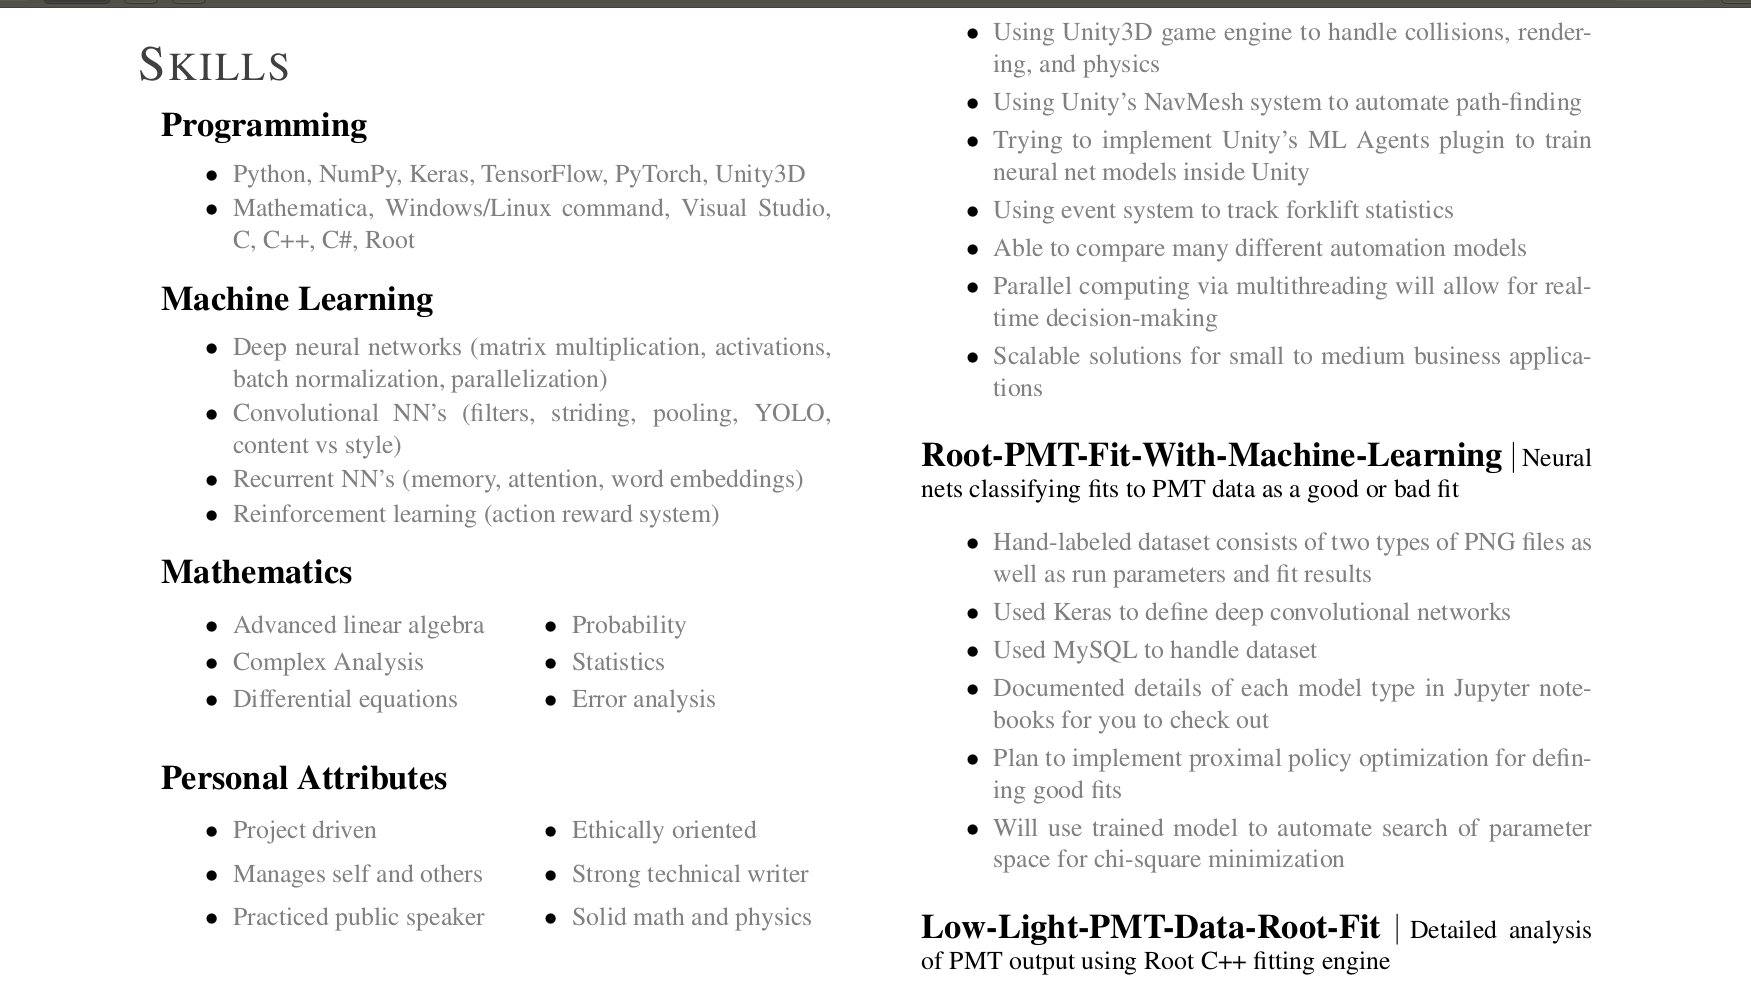 SKILLS
Programming
● Python, NumPy, Keras, TensorFlow, PyTorch, Unity3D
● Mathematica, Windows/Linux command, Visual Studio,
C, C++, C#, Root
Machine Learning
● Deep neural networks (matrix multiplication, activations,
batch normalization, parallelization)
● Convolutional NN’s (filters, striding, pooling, YOLO,
content vs style)
● Recurrent NN’s (memory, attention, word embeddings)
● Reinforcement learning (action reward system)
Mathematics
● Advanced linear algebra
● Complex Analysis
● Differential equations
● Probability
● Statistics
● Error analysis
Personal Attributes
● Project driven
● Manages self and others
● Practiced public speaker
● Ethically oriented
● Strong technical writer
● Solid math and physics
● Using Unity3D game engine to handle collisions, render-
ing, and physics
● Using Unity’s NavMesh system to automate path-finding
● Trying to implement Unity’s ML Agents plugin to train
neural net models inside Unity
● Using event system to track forklift statistics
● Able to compare many different automation models
● Parallel computing via multithreading will allow for real-
time decision-making
● Scalable solutions for small to medium business applica-
tions
Root-PMT-Fit-With-Machine-Learning | Neural
nets classifying fits to PMT data as a good or bad fit
● Hand-labeled dataset consists of two types of PNG files as
well as run parameters and fit results
● Used Keras to define deep convolutional networks
● Used MySQL to handle dataset
● Documented details of each model type in Jupyter note-
books for you to check out
● Plan to implement proximal policy optimization for defin-
ing good fits
● Will use trained model to automate search of parameter
space for chi-square minimization
Low-Light-PMT-Data-Root-Fit | Detailed analysis
of PMT output using Root C++ fitting engine